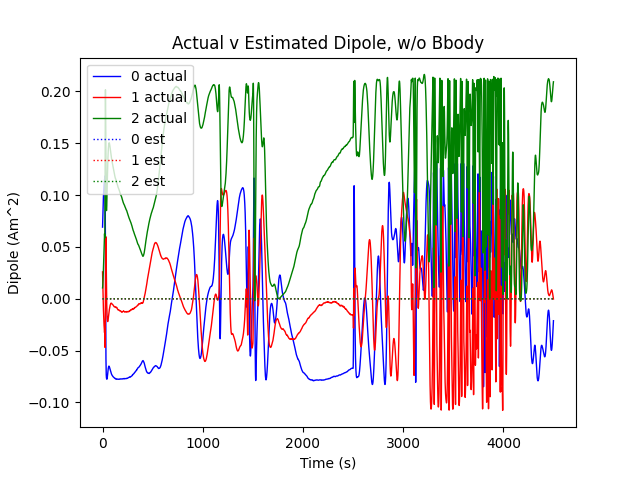 Actual v Estimated Dipole, w/o Bbody
0 actual
1 actual
2 actual
0 est
1 est
2 est
Dipole (Am^2)
0.20
0.15
0.10
0.05
0.00
−0.05
−0.10
0 1000 2000 3000 4000
Time (s)